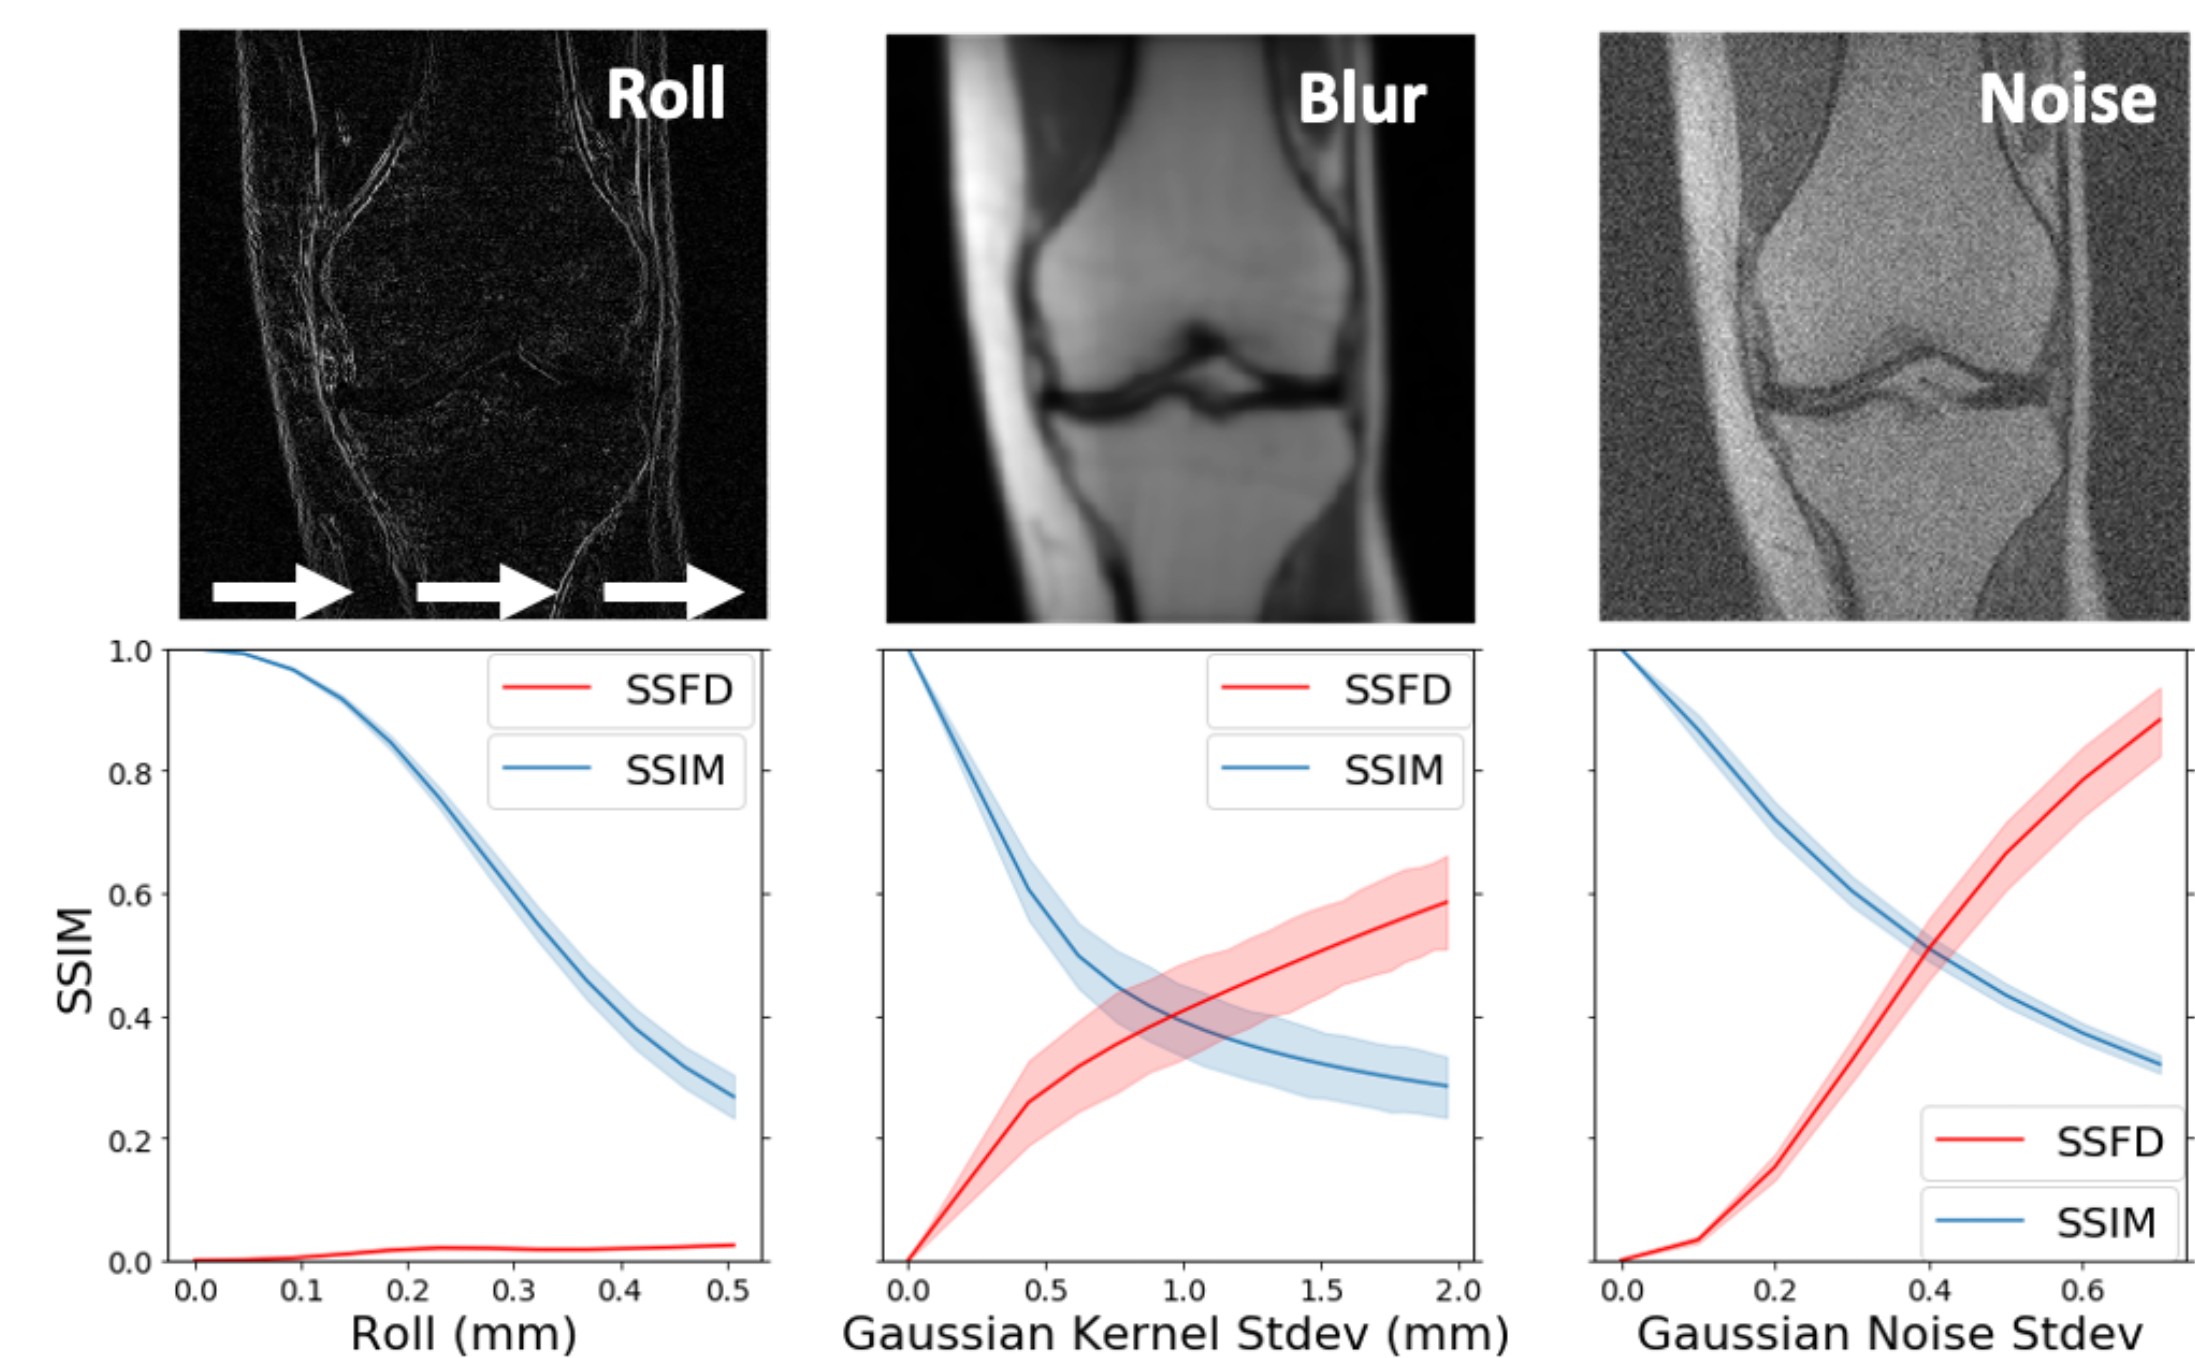 Roll
Blur
Noise
1.0
0.8
0.6
0.4
0.2
0.0
SSIM
SSFD
SSIM
0.0 0.1 0.2 0.3 0.4 0.5
Roll (mm)
SSFD
SSIM
0.0 0.5 1.0 1.5 2.0
Gaussian Kernel Stdev (mm)
SSFD
SSIM
0.0 0.2 0.4 0.6
Gaussian Noise Stdev